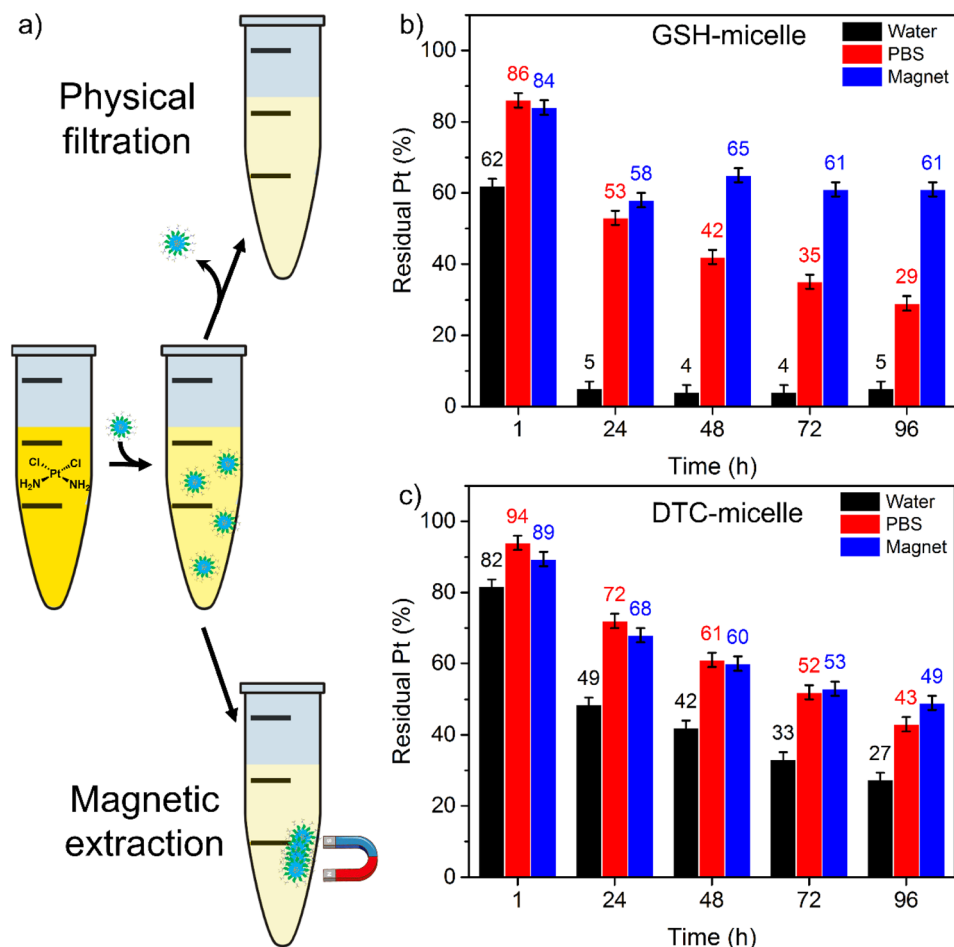 a)
Physical
filtration
Cl
Cl
Pt
H₂N
NH₂
Magnetic
extraction
b)
GSH-micelle
Water
PBS
Magnet
Residual Pt (%)
100
80
60
40
20
0
62
86
84
5
53
58
4
42
65
4
35
61
5
29
61
1
24
48
72
96
Time (h)
c)
DTC-micelle
Water
PBS
Magnet
Residual Pt (%)
100
80
60
40
20
0
82
94
89
49
72
68
42
61
60
33
52
53
27
43
49
1
24
48
72
96
Time (h)